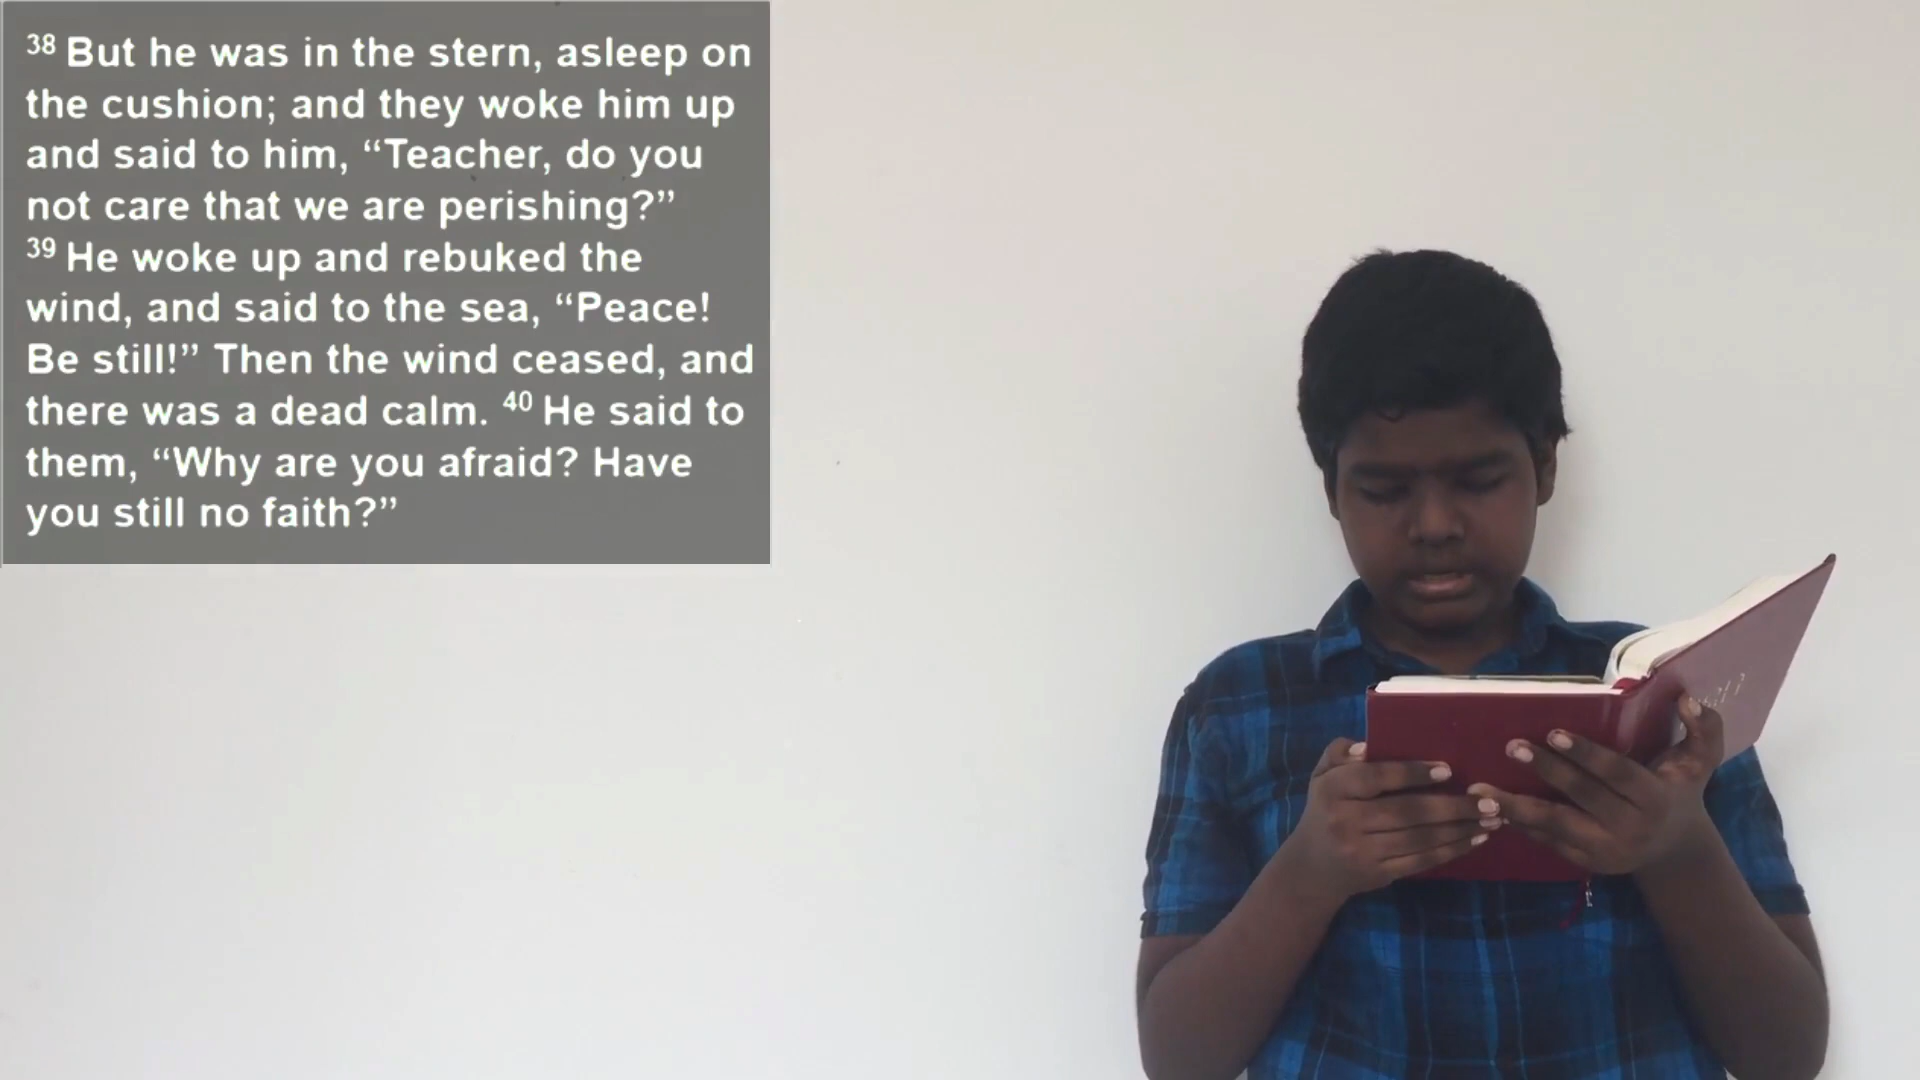 38 But he was in the stern, asleep on
the cushion; and they woke him up
and said to him, “Teacher, do you
not care that we are perishing?”
39 He woke up and rebuked the
wind, and said to the sea, “Peace!
Be still!” Then the wind ceased, and
there was a dead calm. 40 He said to
them, “Why are you afraid? Have
you still no faith?”